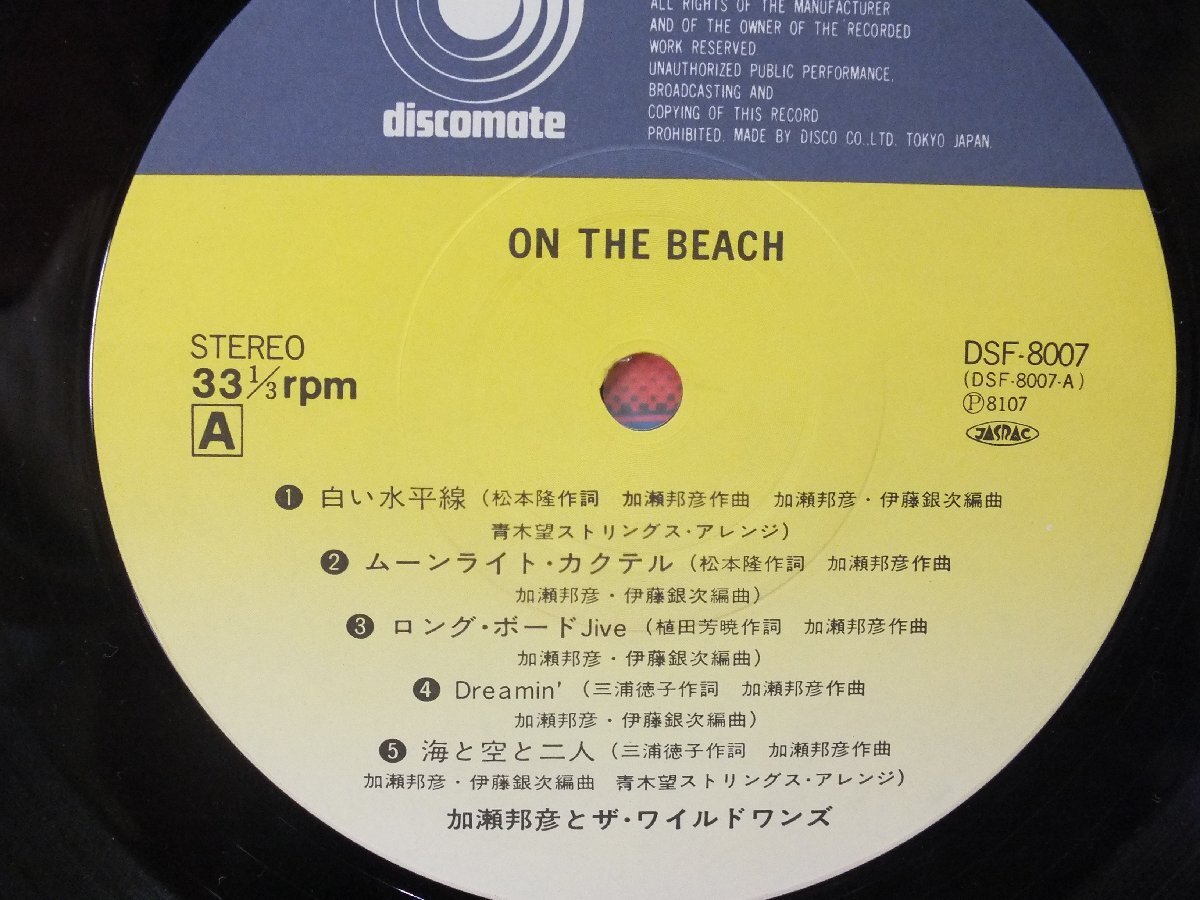 ALL RIGHTS OF THE MANUFACTURER
AND OF THE OWNER OF THE RECORDED
WORK RESERVED
UNAUTHORIZED PUBLIC PERFORMANCE,
BROADCASTING AND
COPYING OF THIS RECORD
PROHIBITED. MADE BY DISCO CO.,LTD. TOKYO JAPAN.
discomate
ON THE BEACH
STEREO
33 1/3 rpm
A
DSF-8007
(DSF-8007-A)
Ⓟ8107
JASRAC
❶ 白い水平線 (松本隆作詞 加瀬邦彦作曲 加瀬邦彦・伊藤銀次編曲
青木望ストリングス・アレンジ)
❷ ムーンライト・カクテル (松本隆作詞 加瀬邦彦作曲
加瀬邦彦・伊藤銀次編曲)
❸ ロング・ボードJive (植田芳暁作詞 加瀬邦彦作曲
加瀬邦彦・伊藤銀次編曲)
❹ Dreamin' (三浦徳子作詞 加瀬邦彦作曲
加瀬邦彦・伊藤銀次編曲)
❺ 海と空と二人 (三浦徳子作詞 加瀬邦彦作曲
加瀬邦彦・伊藤銀次編曲 青木望ストリングス・アレンジ)
加瀬邦彦とザ・ワイルドワンズ